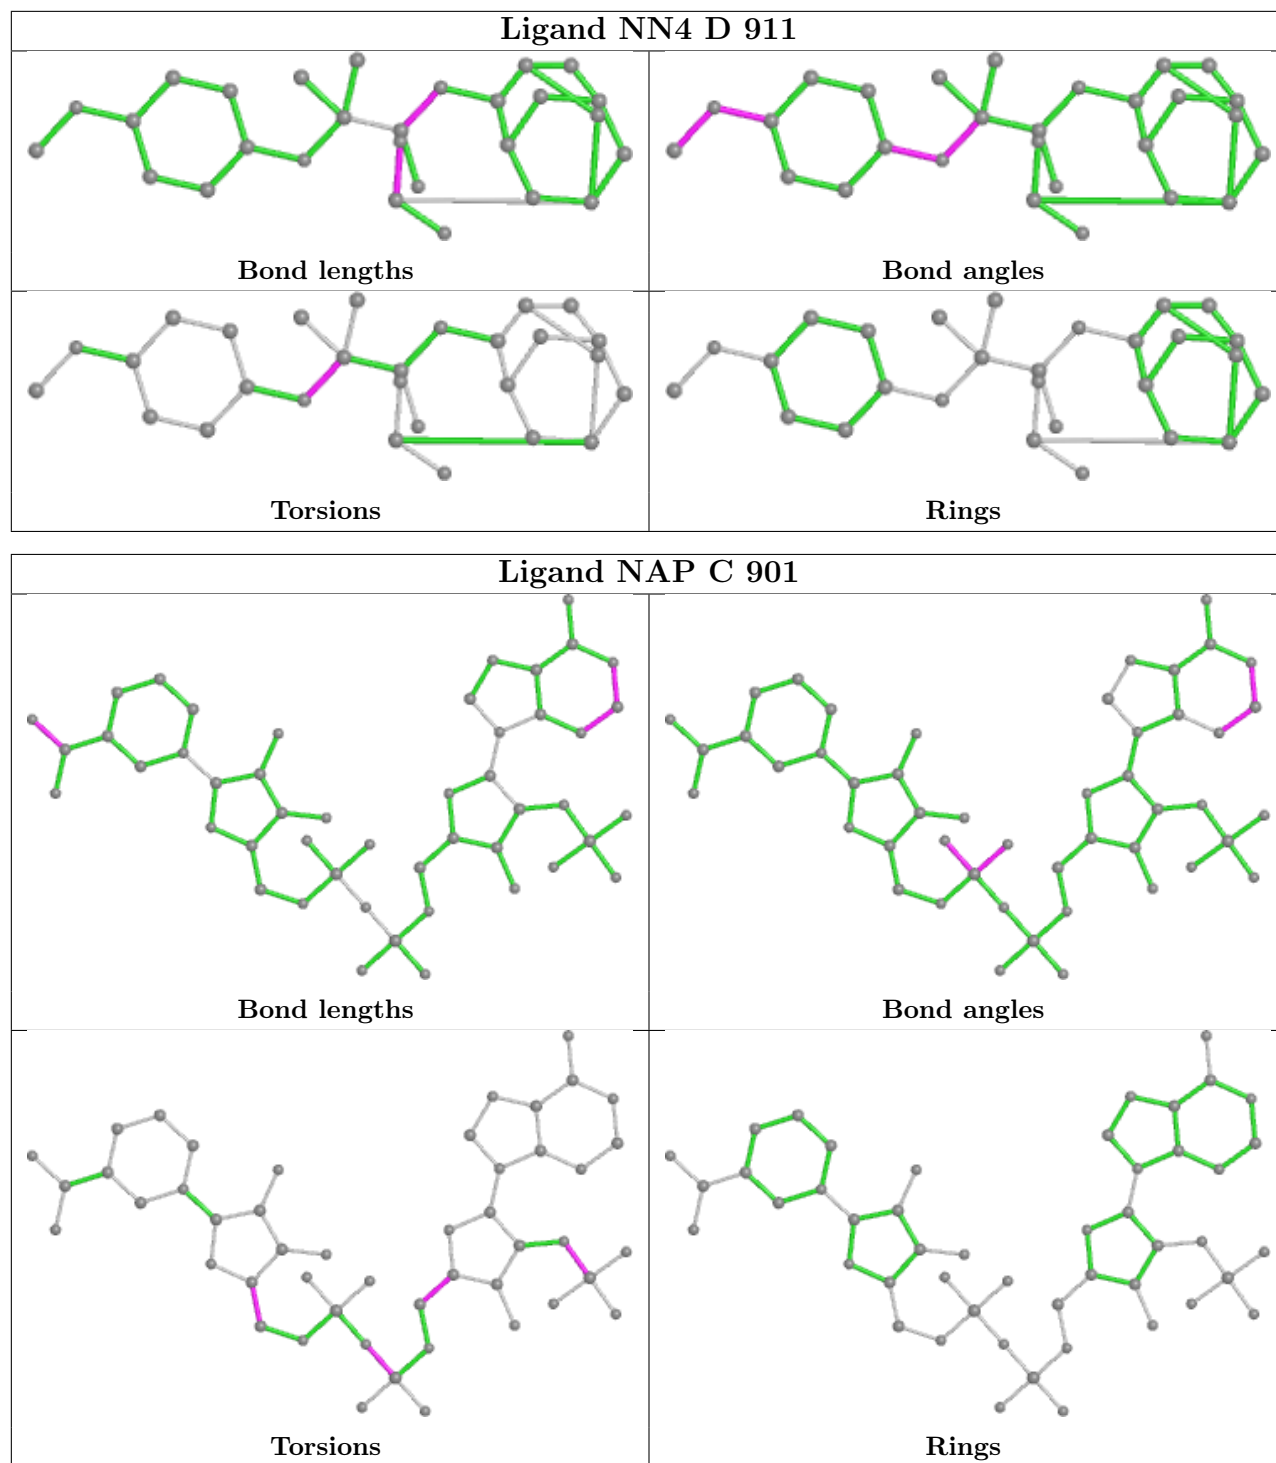 Ligand NN4 D 911
Bond lengths
Bond angles
Torsions
Rings
Ligand NAP C 901
Bond lengths
Bond angles
Torsions
Rings